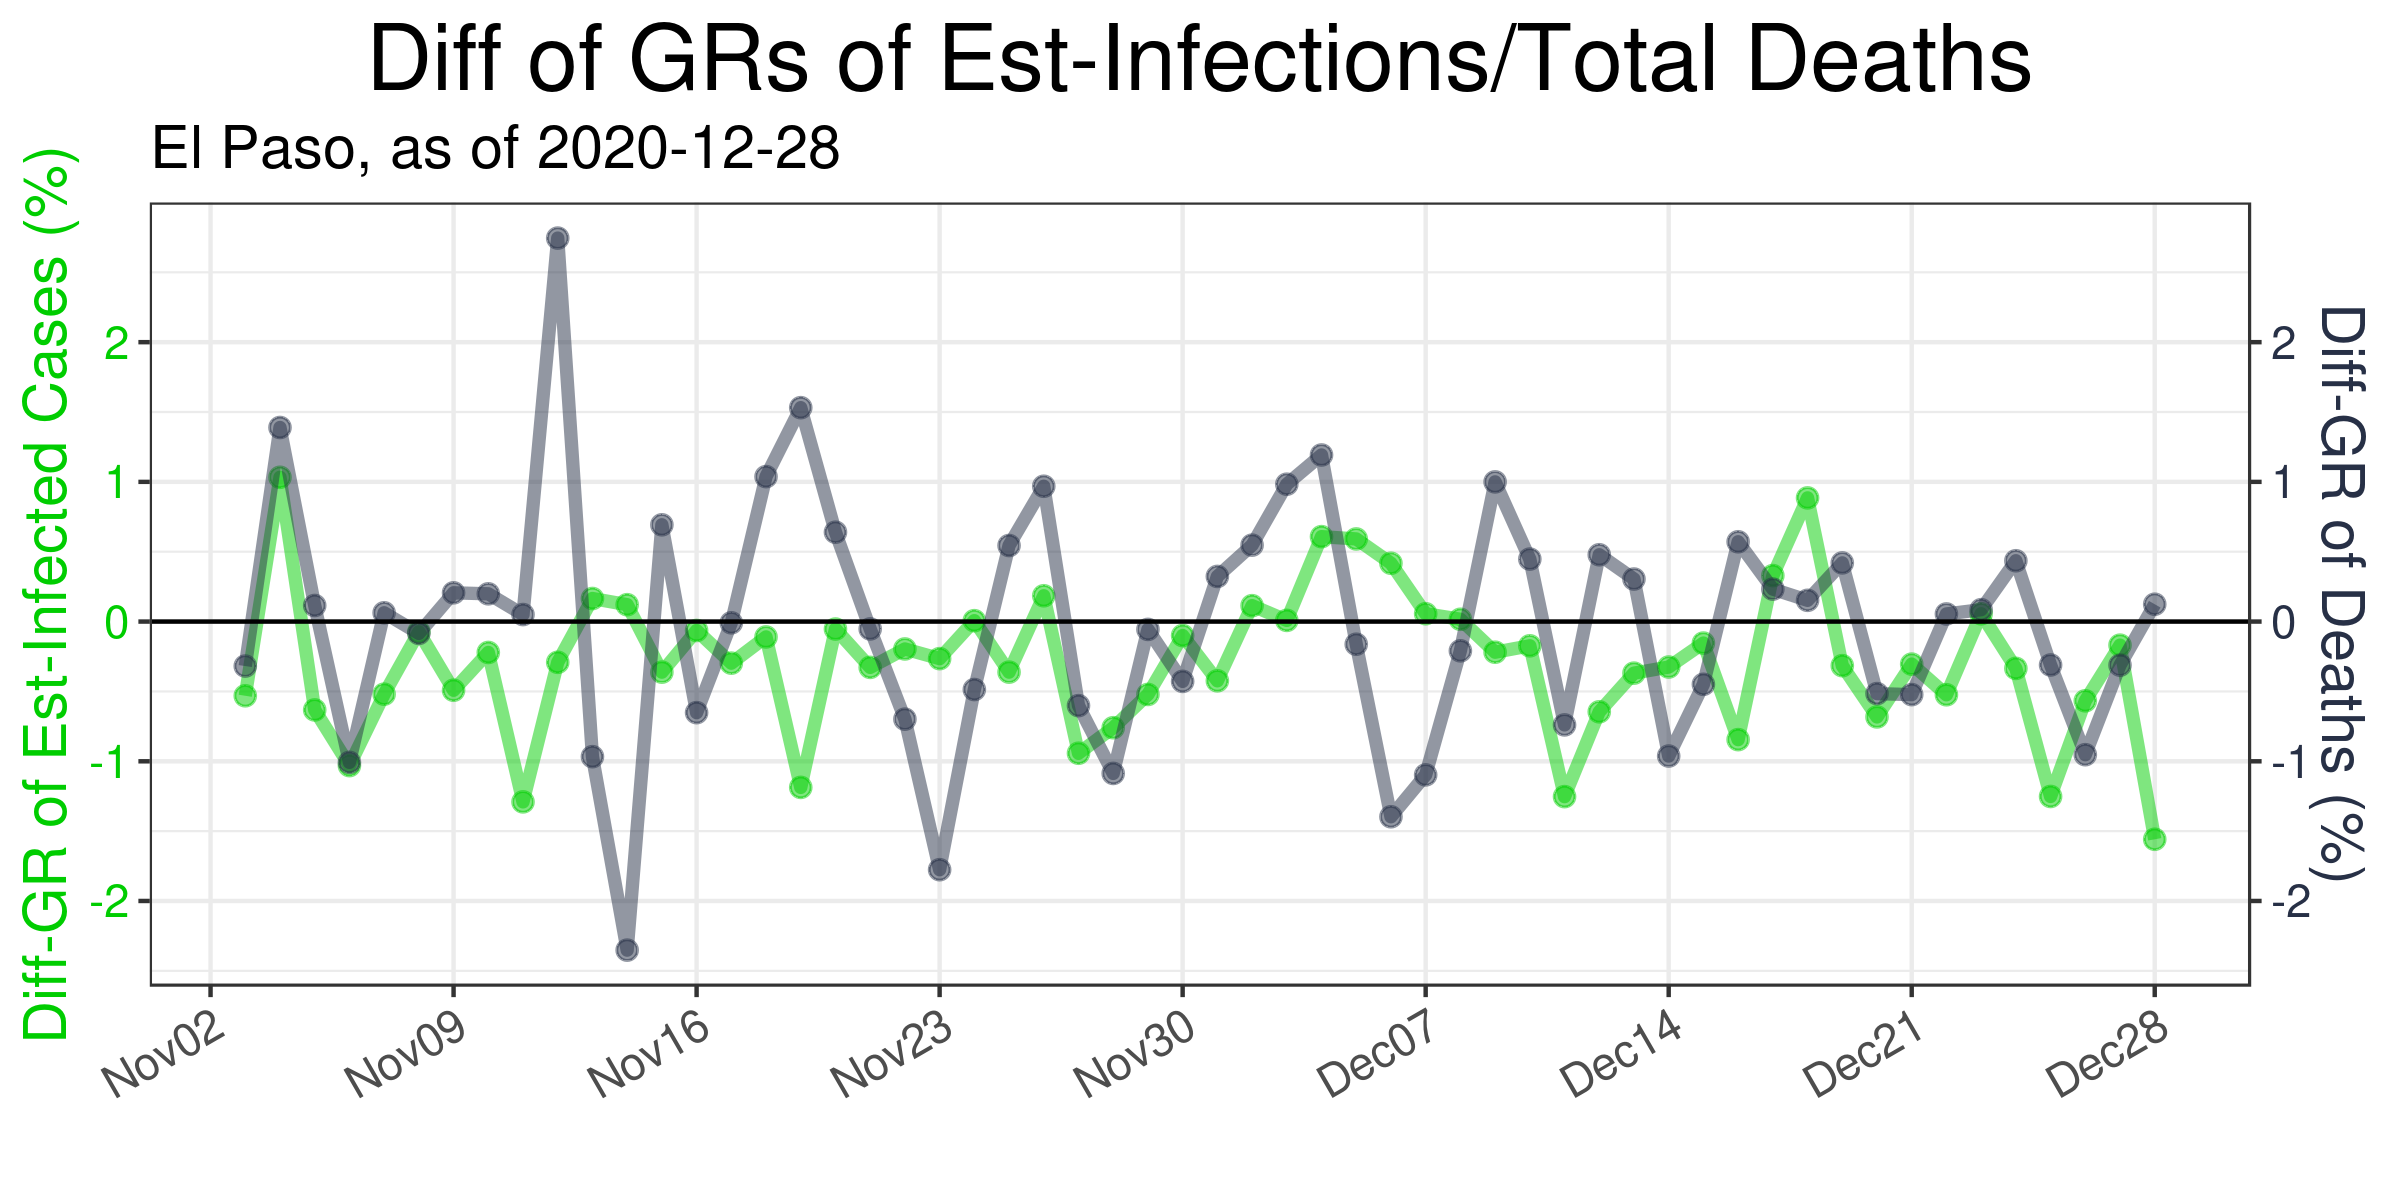 Diff of GRs of Est-Infections/Total Deaths
El Paso, as of 2020-12-28
Diff-GR of Est-Infected Cases (%)
2
1
0
-1
-2
2
1
0
-1
-2
Diff-GR of Deaths (%)
Nov02
Nov09
Nov16
Nov23
Nov30
Dec07
Dec14
Dec21
Dec28